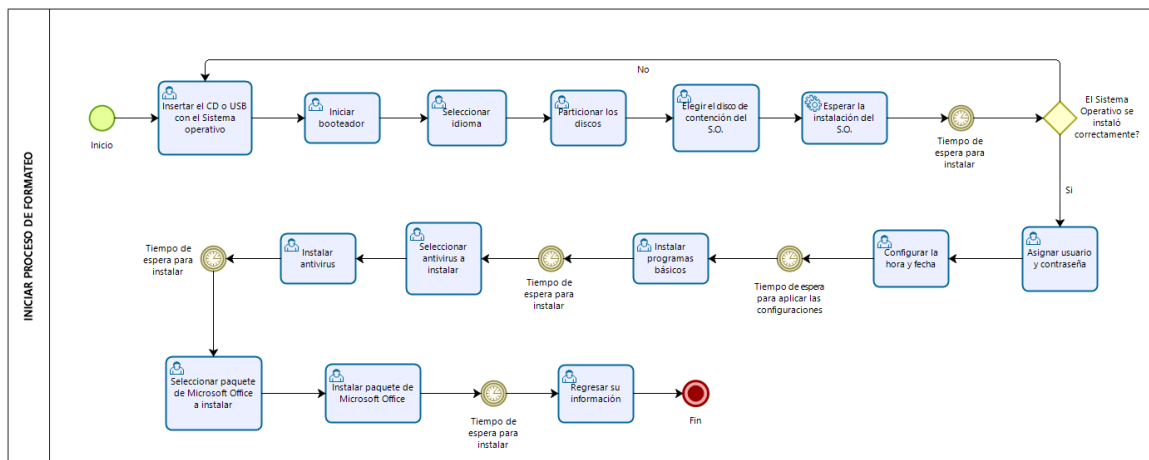 INICIAR PROCESO DE FORMATEO
Inicio
Insertar el CD o USB
con el Sistema
operativo
Iniciar
booteador
Seleccionar
idioma
Particionar los
discos
Elegir el disco de
contención del
S.O.
Esperar la
instalación del
S.O.
Tiempo de
espera para
instalar
No
El Sistema
Operativo se
instaló
correctamente?
Si
Asignar usuario
y contraseña
Configurar la
hora y fecha
Tiempo de espera
para aplicar las
configuraciones
Instalar
programas
básicos
Tiempo de
espera para
instalar
Seleccionar
antivirus a
instalar
Instalar
antivirus
Tiempo de
espera para
instalar
Seleccionar paquete
de Microsoft Office
a instalar
Instalar paquete de
Microsoft Office
Tiempo de
espera para
instalar
Regresar su
información
Fin